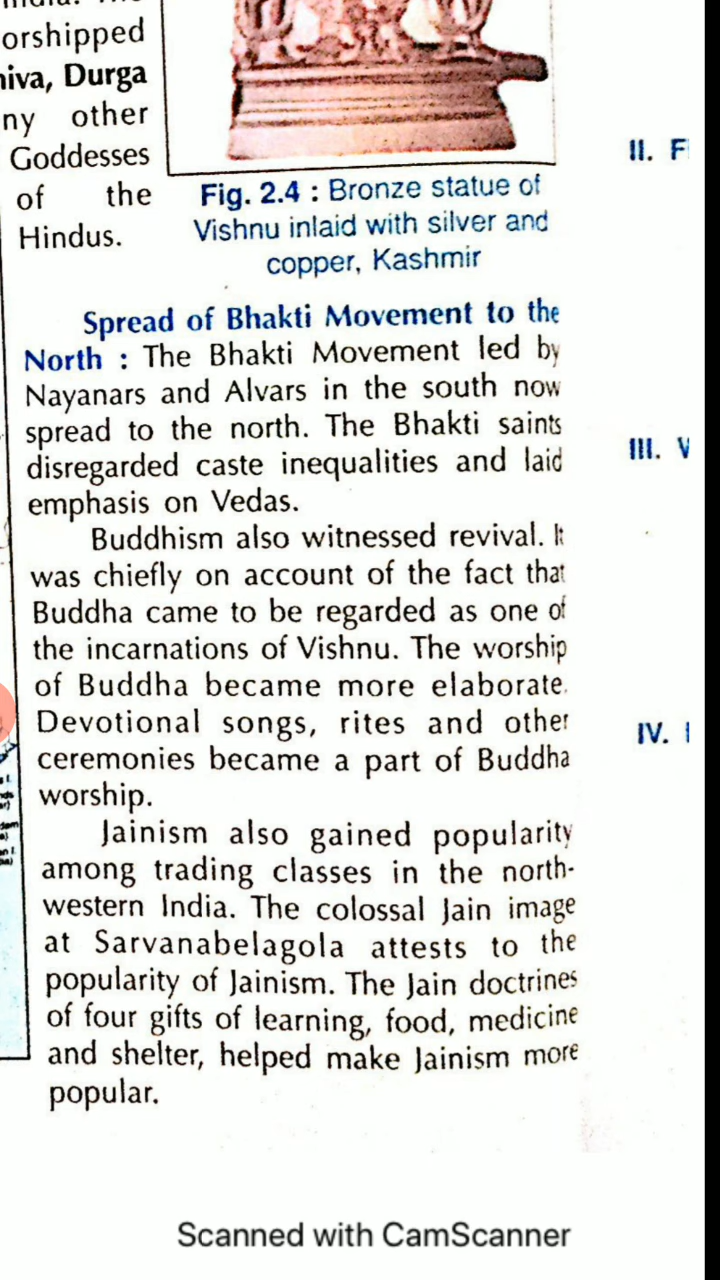 orshipped
Shiva, Durga
ny other
Goddesses
of the
Hindus.
Fig. 2.4 : Bronze statue of
Vishnu inlaid with silver and
copper, Kashmir
Spread of Bhakti Movement to the
North : The Bhakti Movement led by
Nayanars and Alvars in the south now
spread to the north. The Bhakti saints
disregarded caste inequalities and laid
emphasis on Vedas.
Buddhism also witnessed revival. It
was chiefly on account of the fact that
Buddha came to be regarded as one of
the incarnations of Vishnu. The worship
of Buddha became more elaborate.
Devotional songs, rites and other
ceremonies became a part of Buddha
worship.
Jainism also gained popularity
among trading classes in the north-
western India. The colossal Jain image
at Sarvanabelagola attests to the
popularity of Jainism. The Jain doctrines
of four gifts of learning, food, medicine
and shelter, helped make Jainism more
popular.
II. F
III. V
IV.
Scanned with CamScanner